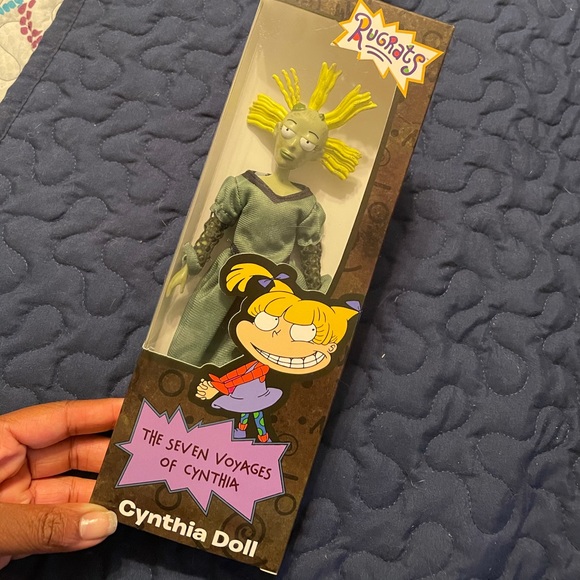 RUGRATS
THE SEVEN VOYAGES
OF CYNTHIA
Cynthia Doll